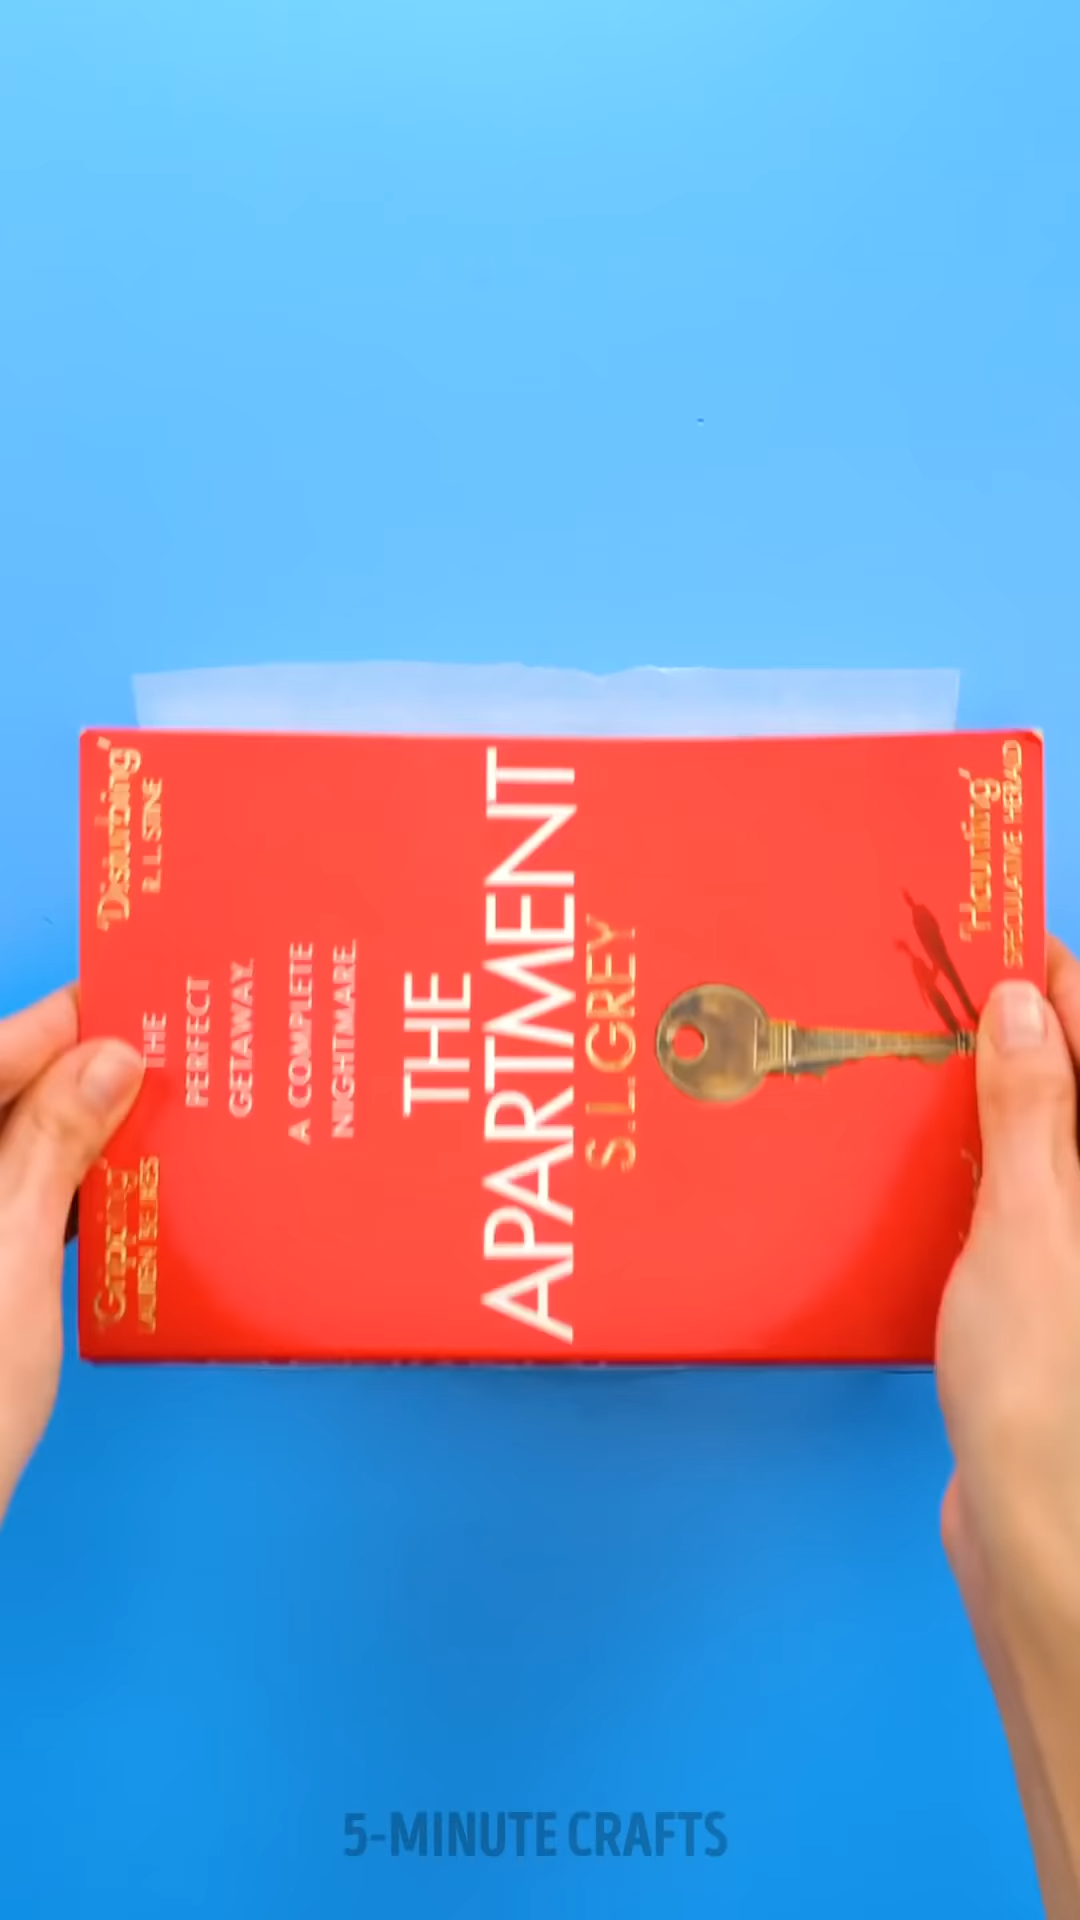 'Disturbing'
R. L. STINE
'Gripping'
LAUREN BEUKES
THE
PERFECT
GETAWAY.
A COMPLETE
NIGHTMARE.
THE
APARTMENT
S.L.GREY
'Haunting'
SPECULATIVE HERALD
5-MINUTE CRAFTS